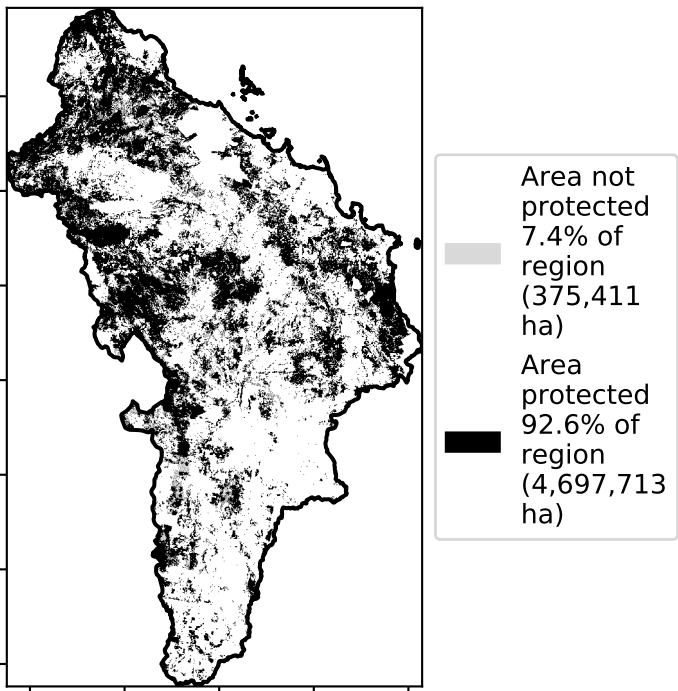 Area not
protected
7.4% of
region
(375,411
ha)
Area
protected
92.6% of
region
(4,697,713
ha)